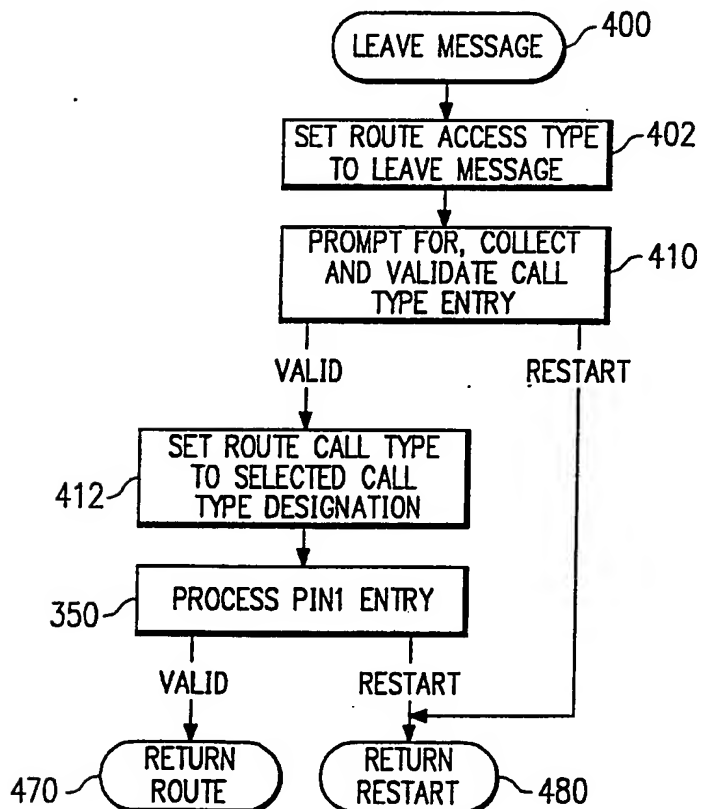 LEAVE MESSAGE
400
SET ROUTE ACCESS TYPE
TO LEAVE MESSAGE
402
PROMPT FOR, COLLECT
AND VALIDATE CALL
TYPE ENTRY
410
VALID
RESTART
SET ROUTE CALL TYPE
TO SELECTED CALL
TYPE DESIGNATION
412
PROCESS PIN1 ENTRY
350
VALID
RESTART
RETURN
ROUTE
470
RETURN
RESTART
480